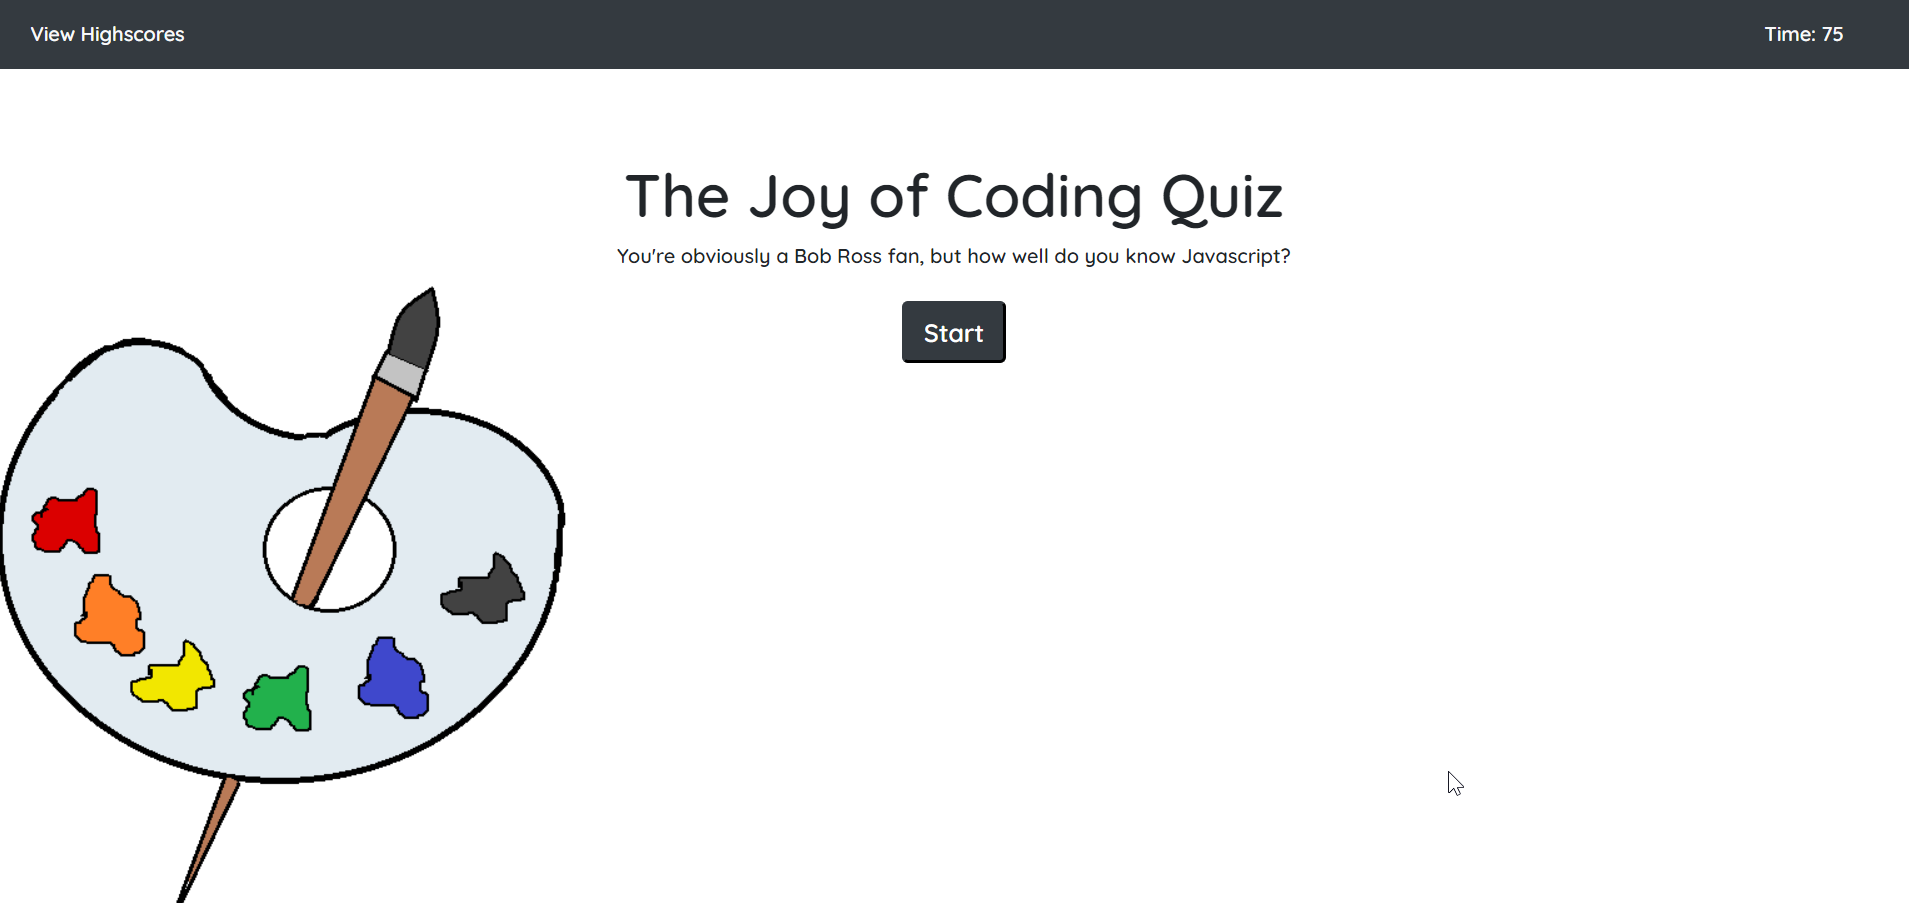 View Highscores
Time: 75
The Joy of Coding Quiz
You're obviously a Bob Ross fan, but how well do you know Javascript?
Start